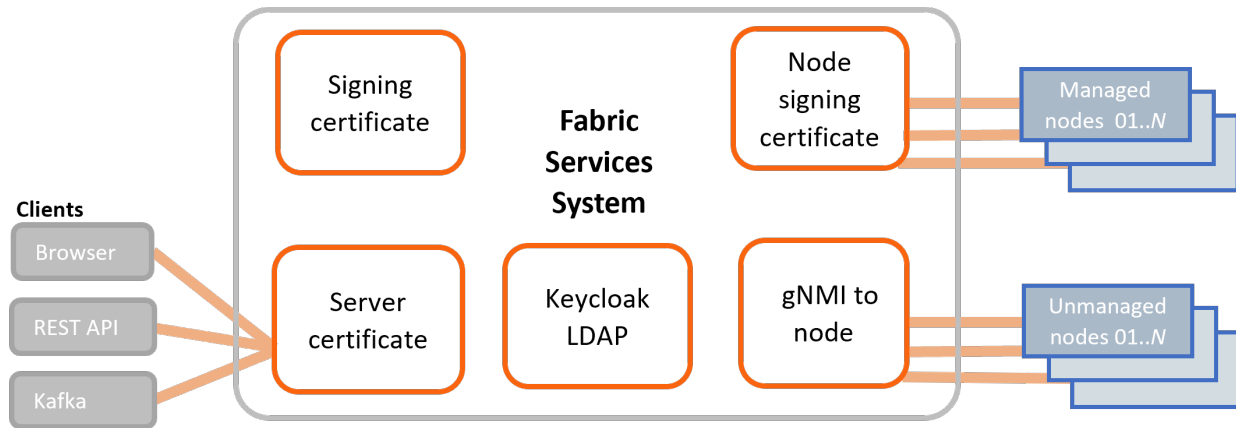 Signing
certificate
Fabric
Services
System
Node
signing
certificate
Managed
nodes 01..N
Clients
Browser
REST API
Kafka
Server
certificate
Keycloak
LDAP
gNMI to
node
Unmanaged
nodes 01..N